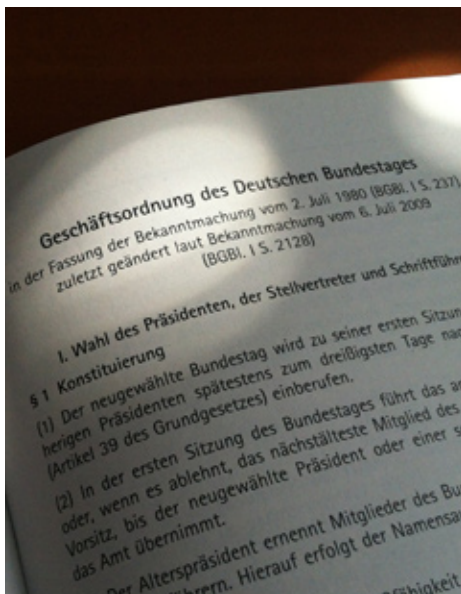 Geschäftsordnung des Deutschen Bundestages
in der Fassung der Bekanntmachung vom 2. Juli 1980 (BGBl. I S. 237),
zuletzt geändert laut Bekanntmachung vom 6. Juli 2009
(BGBl. I S. 2128)
I. Wahl des Präsidenten, der Stellvertreter und Schriftführ
§ 1 Konstituierung
(1) Der neugewählte Bundestag wird zu seiner ersten Sitzun
herigen Präsidenten spätestens zum dreißigsten Tage nac
(Artikel 39 des Grundgesetzes) einberufen.
(2) In der ersten Sitzung des Bundestages führt das a
oder, wenn es ablehnt, das nächstälteste Mitglied des
Vorsitz, bis der neugewählte Präsident oder einer s
das Amt übernimmt.
Der Alterspräsident ernennt Mitglieder des Bu
führern. Hierauf erfolgt der Namensa